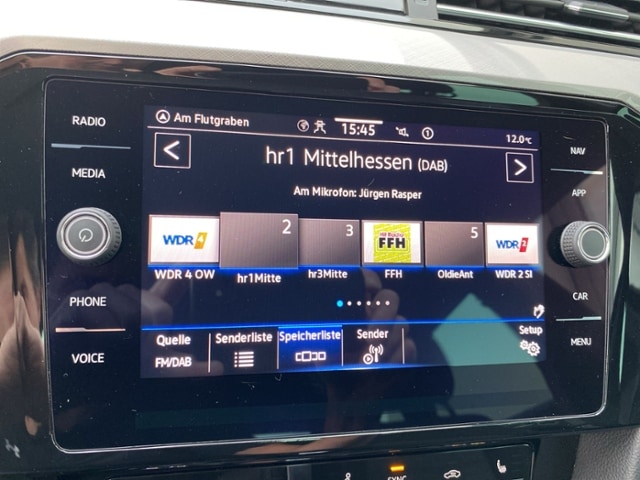 RADIO
MEDIA
PHONE
VOICE
Am Flutgraben
15:45
1
12.0°C
hr1 Mittelhessen (DAB)
Am Mikrofon: Jürgen Rasper
WDR 4
2
3
FFH
5
WDR 2
WDR 4 OW
hr1Mitte
hr3Mitte
FFH
OldieAnt
WDR 2 SI
Quelle
FM/DAB
Senderliste
Speicherliste
Sender
Setup
NAV
APP
CAR
MENU
SYNC